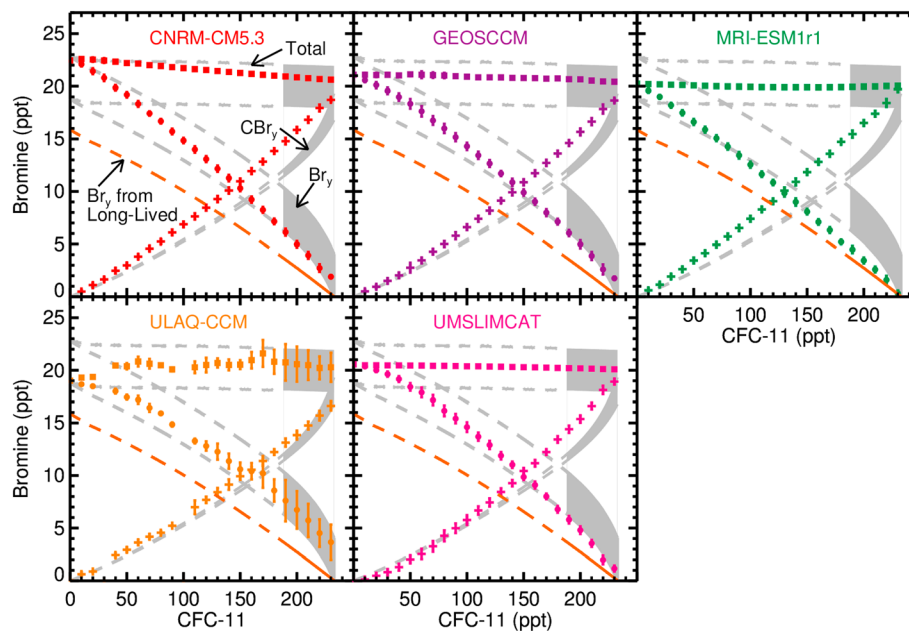 CNRM-CM5.3
GEOSCCM
MRI-ESM1r1
Total
CBry
Bry
Bry from
Long-Lived
Bromine (ppt)
25
20
15
10
5
0
50 100 150 200
CFC-11 (ppt)
ULAQ-CCM
UMSLIMCAT
Bromine (ppt)
25
20
15
10
5
0
0 50 100 150 200
CFC-11
50 100 150 200
CFC-11 (ppt)